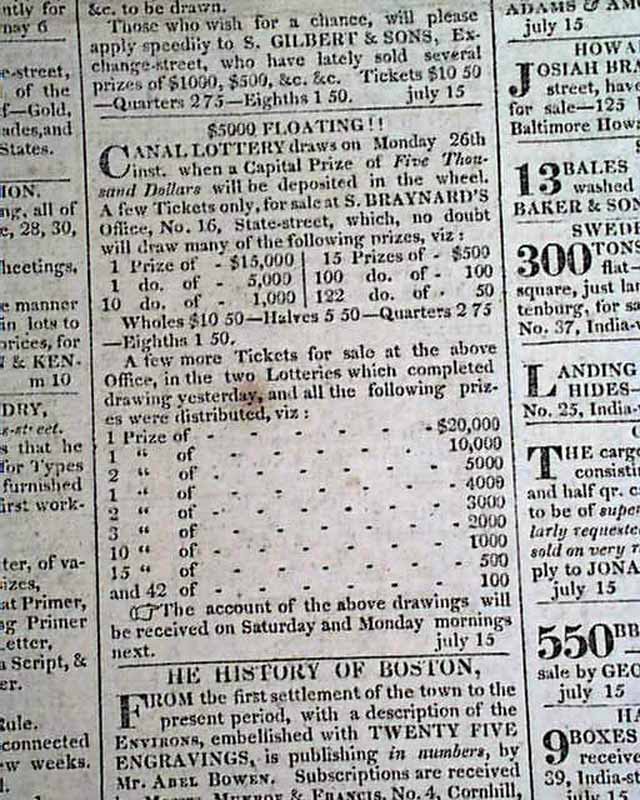 ntly for
may 6
e-street,
of the
f—Gold,
ades,and
States.
ION.
ng, all of
e, 28, 30,
heetings,
e manner
in lots to
prices, for
N & KEN-
m 10
DRY,
s that he
for Types
furnished
first work-
ter, of va-
izes,
at Primer,
ng Primer
Letter,
a Script, &
er.
Rule.
connected
w weeks.
&c. to be drawn.
Those who wish for a chance, will please
apply speedily to S. GILBERT & SONS, Ex-
change-street, who have lately sold several
prizes of $1000, $500, &c. &c. Tickets $10 50
—Quarters 2 75—Eighths 1 50. july 15
$5000 FLOATING!!
CANAL LOTTERY draws on Monday 26th
inst. when a Capital Prize of Five Thou-
sand Dollars will be deposited in the wheel.
A few Tickets only, for sale at S. BRAYNARD'S
Office, No. 16, State-street, which, no doubt
will draw many of the following prizes, viz:
1 Prize of - $15,000 | 15 Prizes of - $500
1 do. of - 5,000 | 100 do. of - 100
10 do. of - 1,000 | 122 do. of - 50
Wholes $10 50—Halves 5 50—Quarters 2 75
—Eighths 1 50.
A few more Tickets for sale at the above
Office, in the two Lotteries which completed
drawing yesterday, and all the following priz-
es were distributed, viz:
1 Prize of - - - - - $20,000
1 " of - - - - - 10,000
2 " of - - - - - 5000
1 " of - - - - - 4000
2 " of - - - - - 3000
3 " of - - - - - 2000
10 " of - - - - - 1000
15 " of - - - - - 500
and 42 of - - - - - 100
☞The account of the above drawings will
be received on Saturday and Monday mornings
next. july 15
HE HISTORY OF BOSTON,
FROM the first settlement of the town to the
present period, with a description of the
ENVIRONS, embellished with TWENTY FIVE
ENGRAVINGS, is publishing in numbers, by
Mr. ABEL BOWEN. Subscriptions are received
MUNROE & FRANCIS, No. 4, Cornhill,
ADAMS & AM
july 15
HOWA
JOSIAH BRA
street, have
for sale—125
Baltimore How
13 BALES
washed
BAKER & SON
SWEDE
300 TONS
flat—
square, just lan
tenburg, for sa
No. 37, India-
LANDING
HIDES—
No. 25, India-
THE cargo
consisti
and half qr. c
to be of super
larly requeste
sold on very r
ply to JONA
july 15
550 BR
sale by GEO
july 15
HA
9 BOXES
receive
39, India-st